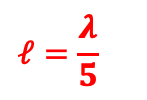 ℓ = λ/5